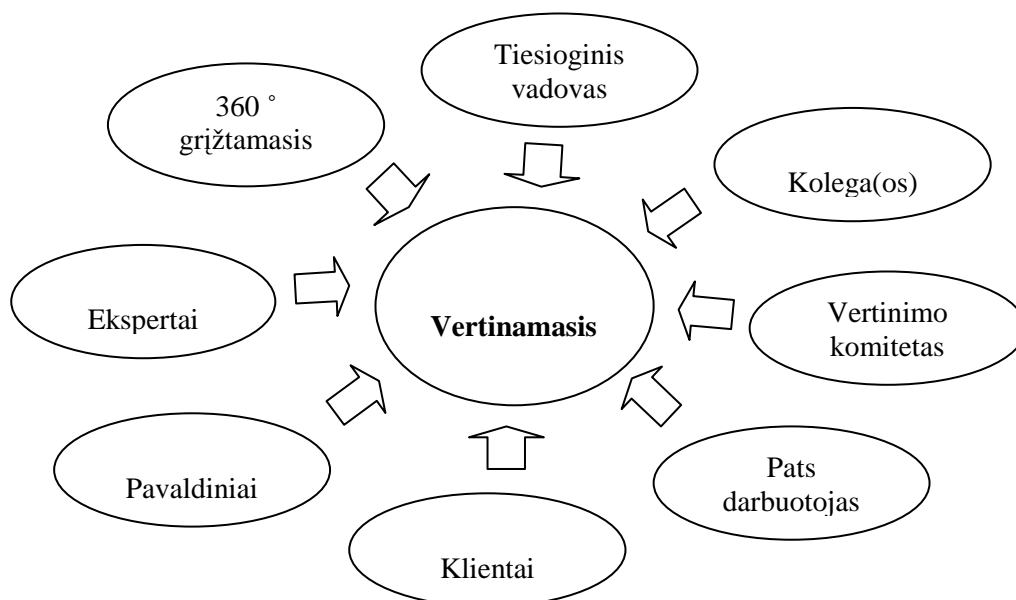 Tiesioginis
vadovas
360 ˚
grįžtamasis
Kolega(os)
Ekspertai
Vertinamasis
Vertinimo
komitetas
Pavaldiniai
Pats
darbuotojas
Klientai